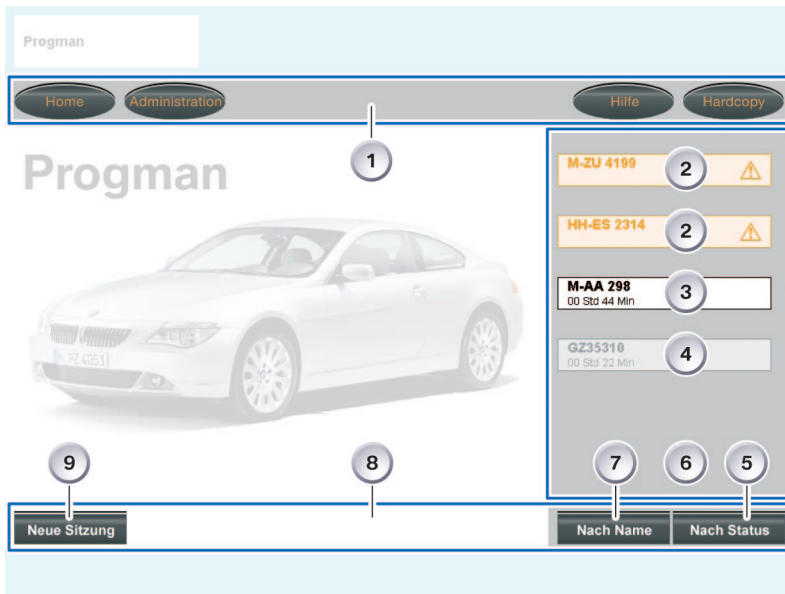 Progman
Home Administration Hilfe Hardcopy
1
Progman
M-ZU 4199 2
HH-ES 2314 2
M-AA 298
00 Std 44 Min 3
GZ35310
00 Std 22 Min 4
PZ 4053
9 8 7 6 5
Neue Sitzung Nach Name Nach Status